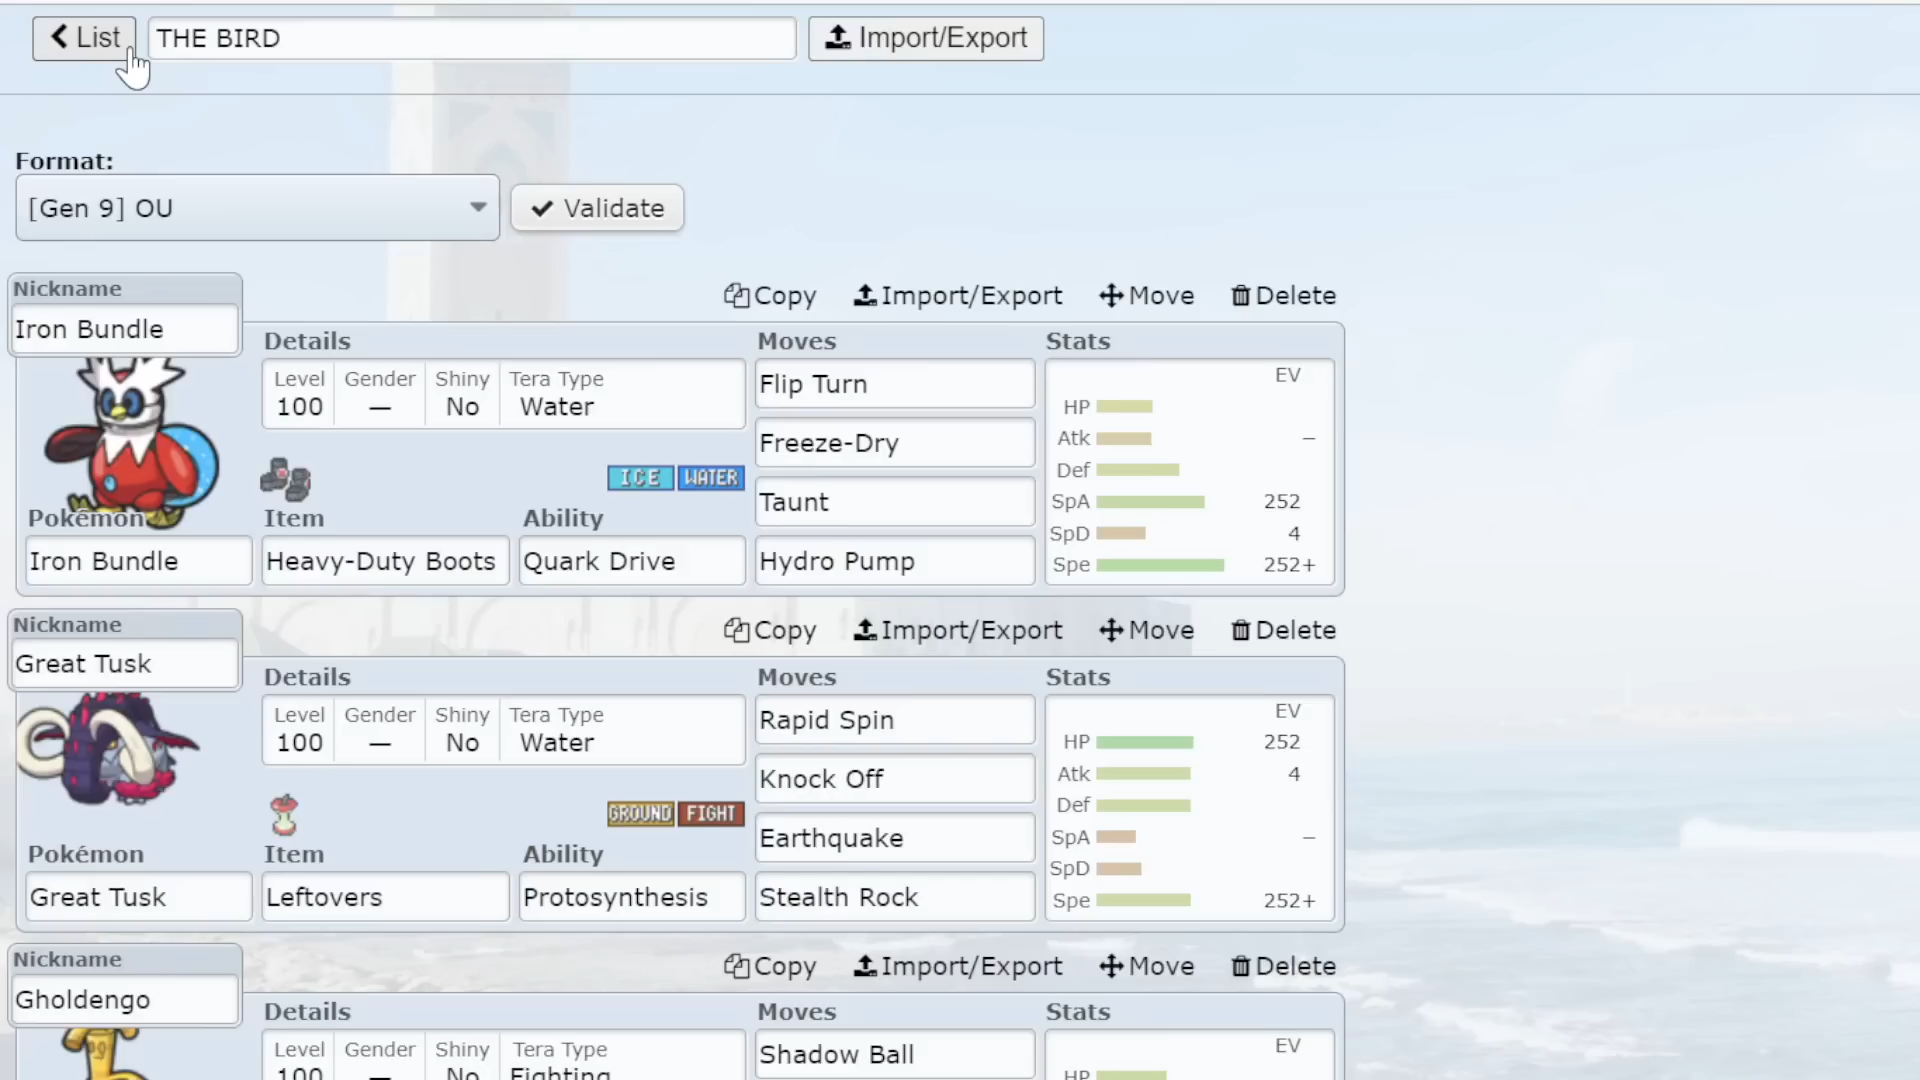 List
THE BIRD
Import/Export
Format:
[Gen 9] OU
Validate
Nickname
Iron Bundle
Copy
Import/Export
Move
Delete
Details
Moves
Stats
Level
Gender
Shiny
Tera Type
100
—
No
Water
Flip Turn
Freeze-Dry
Taunt
Hydro Pump
EV
HP
Atk –
Def
SpA 252
SpD 4
Spe 252+
ICE WATER
Pokémon
Item
Ability
Iron Bundle
Heavy-Duty Boots
Quark Drive
Nickname
Great Tusk
Copy
Import/Export
Move
Delete
Details
Moves
Stats
Level
Gender
Shiny
Tera Type
100
—
No
Water
Rapid Spin
Knock Off
Earthquake
Stealth Rock
EV
HP 252
Atk 4
Def
SpA –
SpD
Spe 252+
GROUND FIGHT
Pokémon
Item
Ability
Great Tusk
Leftovers
Protosynthesis
Nickname
Gholdengo
Copy
Import/Export
Move
Delete
Details
Moves
Stats
Level
Gender
Shiny
Tera Type
100
—
No
Fighting
Shadow Ball
EV
HP